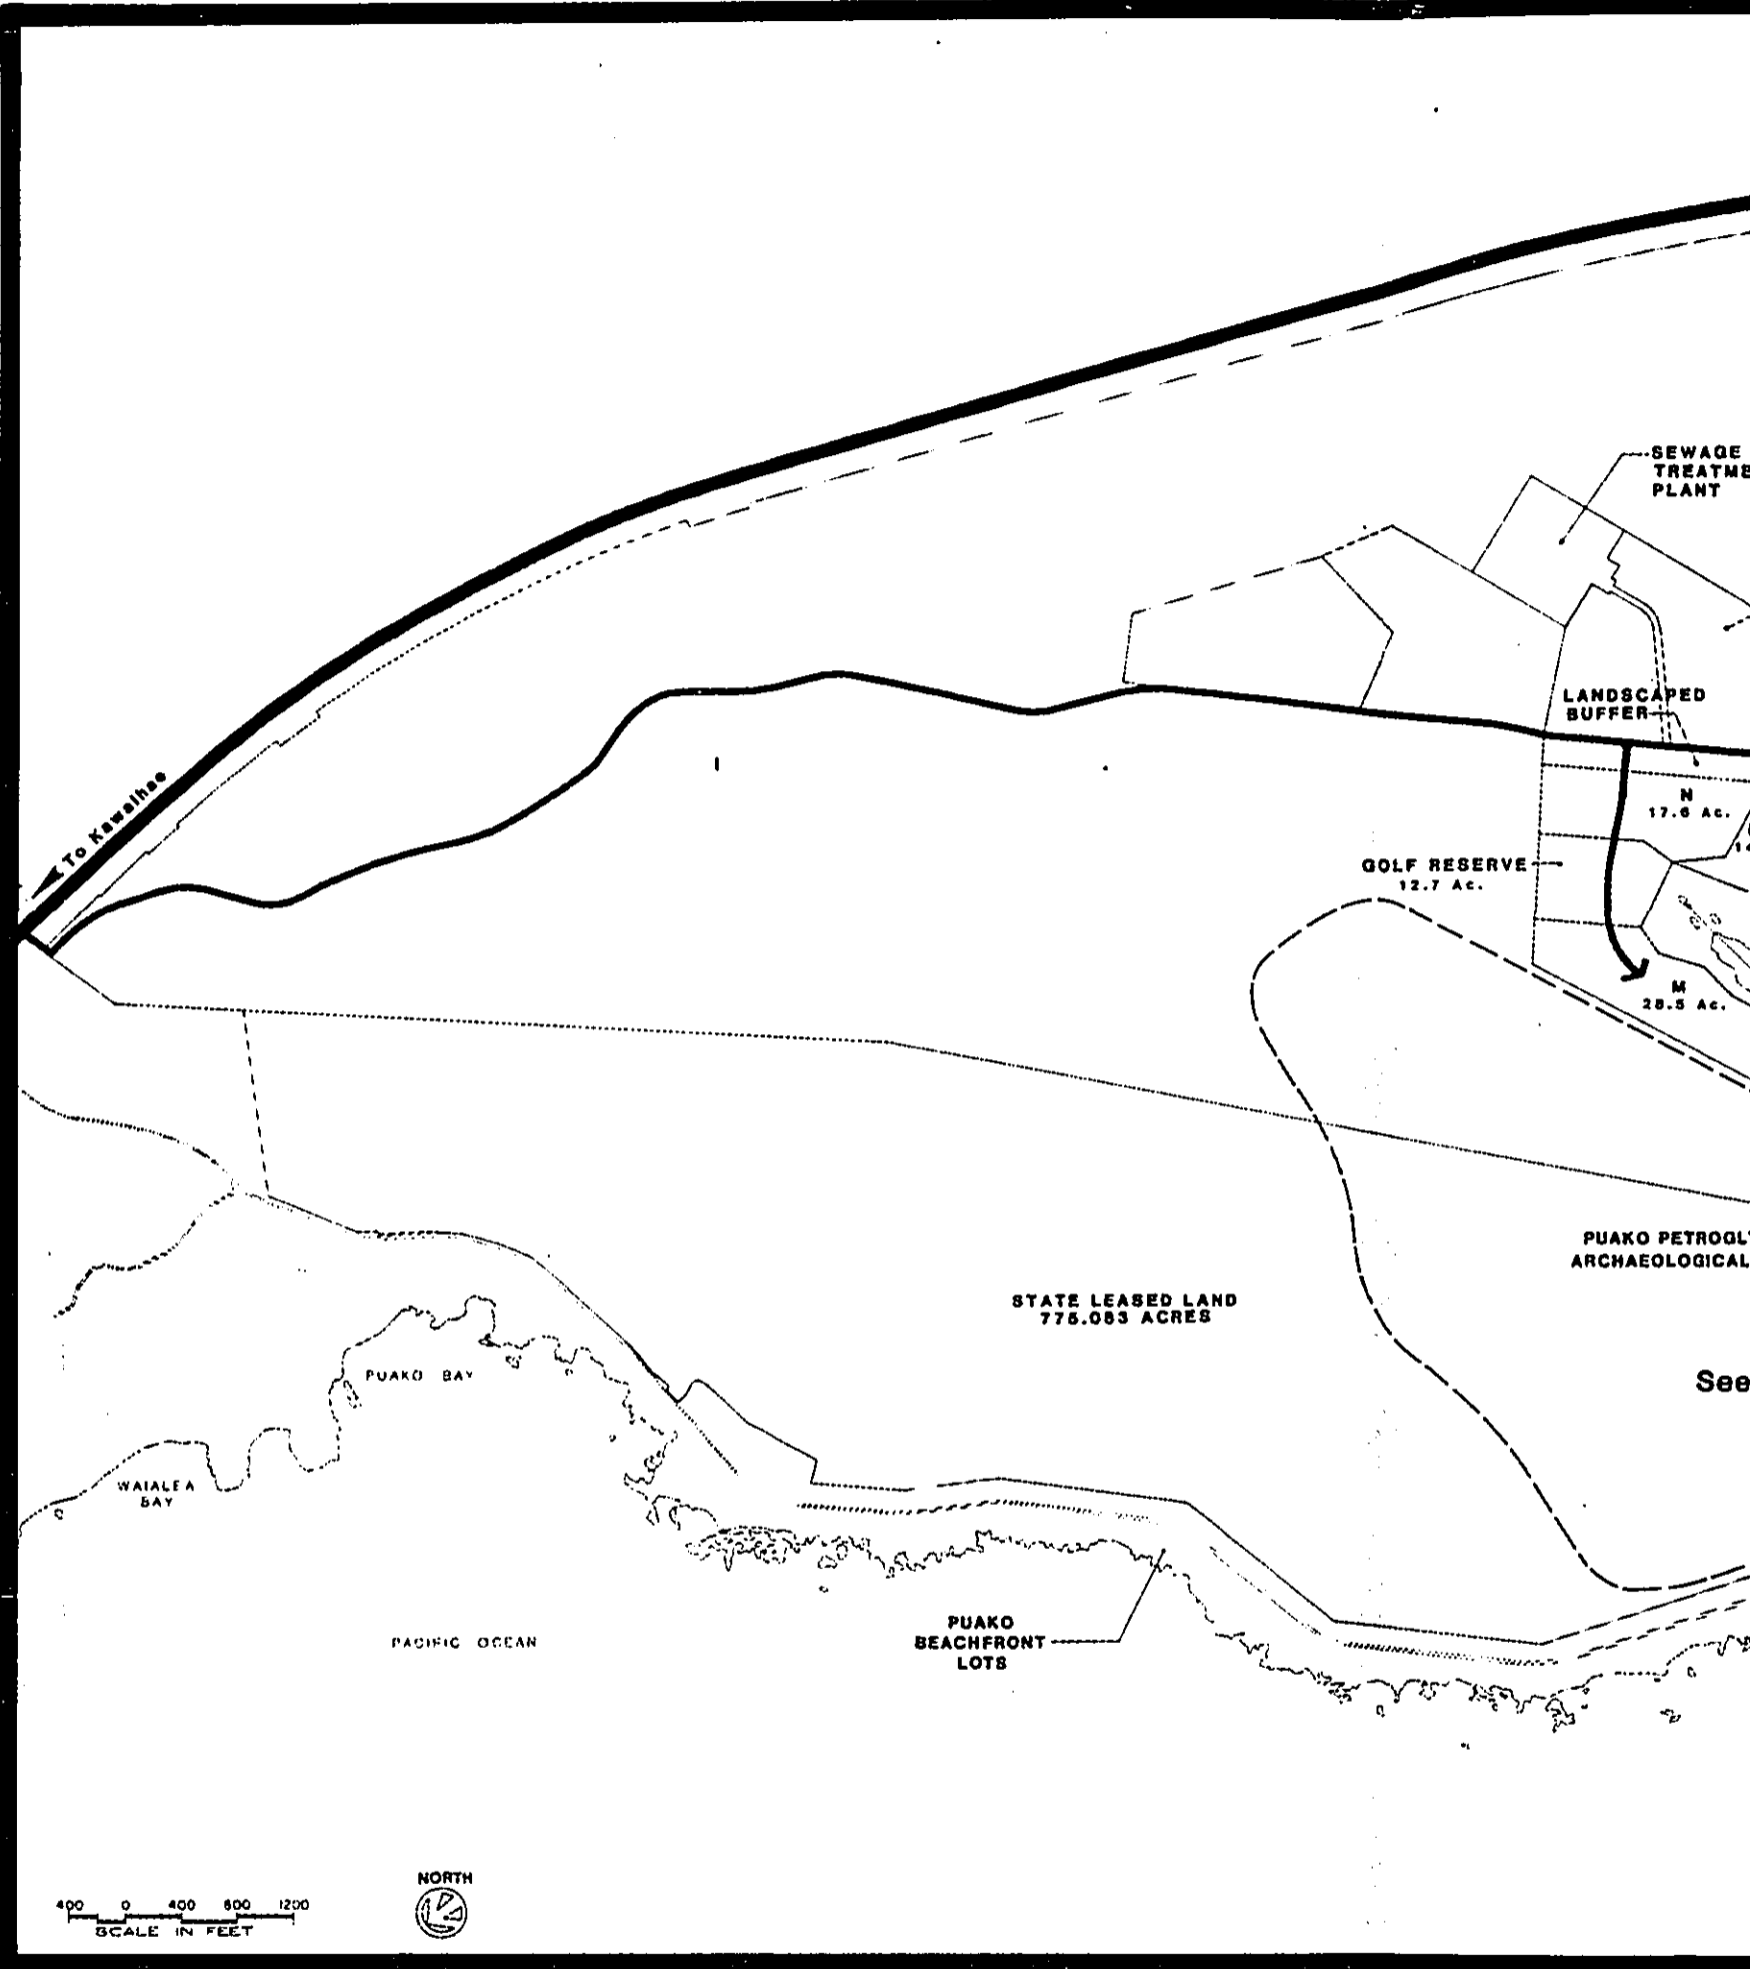 SEWAGE
TREATME
PLANT
LANDSCAPED
BUFFER
To Kawaihae
N
17.6 Ac.
14
GOLF RESERVE
12.7 Ac.
M
28.5 Ac.
PUAKO PETROGLY
ARCHAEOLOGICAL
STATE LEASED LAND
775.083 ACRES
See
PUAKO BAY
WAIALEA
BAY
PUAKO
BEACHFRONT
LOTS
PACIFIC OCEAN
NORTH
400 0 400 800 1200
SCALE IN FEET